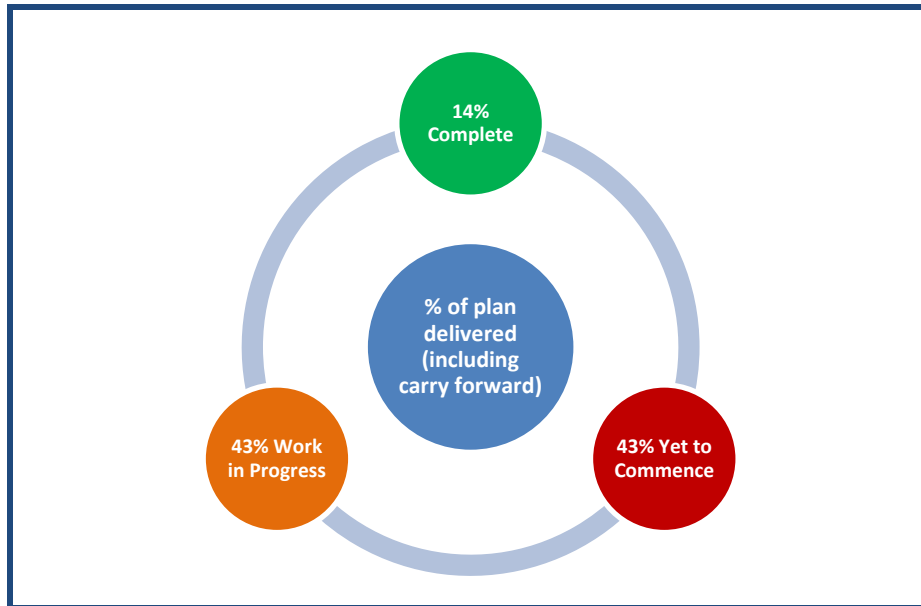 14%
Complete
% of plan
delivered
(including
carry forward)
43% Work
in Progress
43% Yet to
Commence